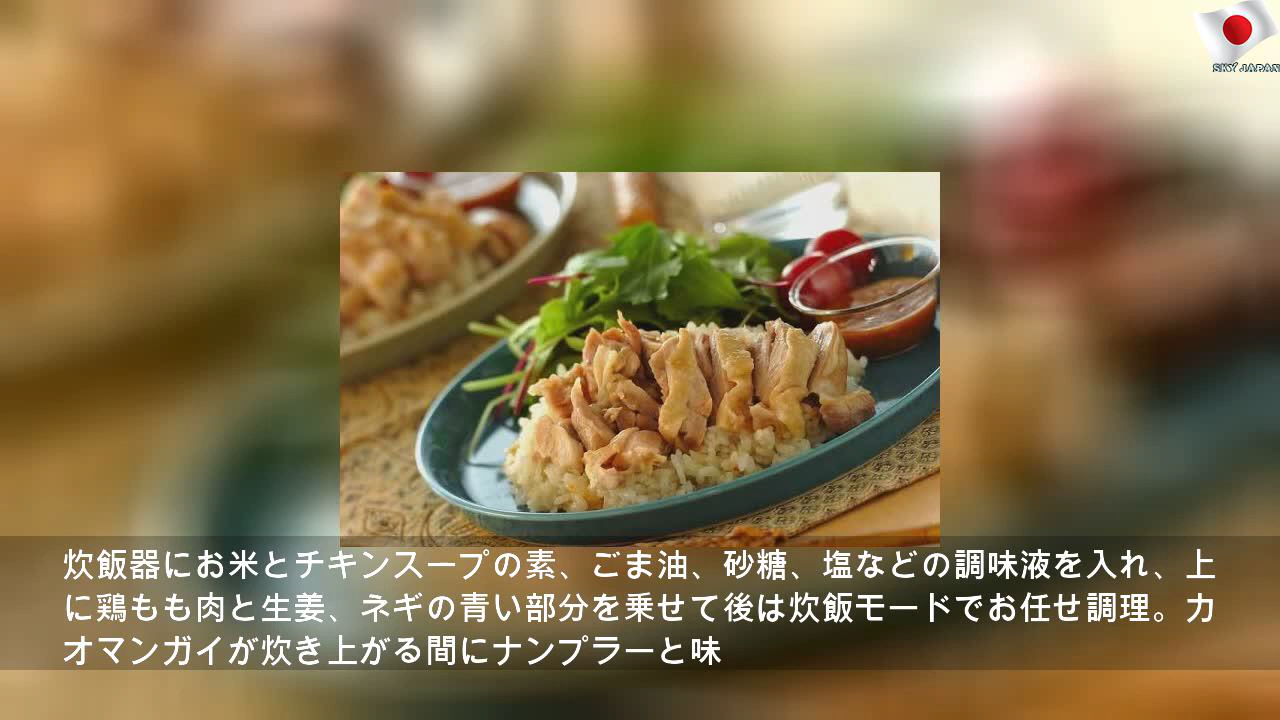 SKY JAPAN
炊飯器にお米とチキンスープの素、ごま油、砂糖、塩などの調味液を入れ、上
に鶏もも肉と生姜、ネギの青い部分を乗せて後は炊飯モードでお任せ調理。カ
オマンガイが炊き上がる間にナンプラーと味